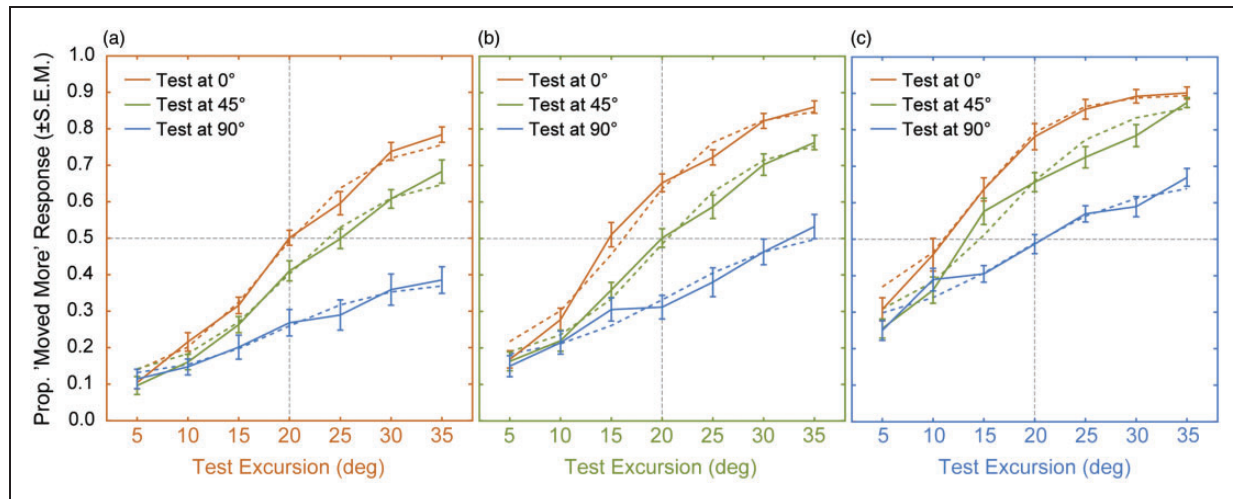 (a)
(b)
(c)
Prop. 'Moved More' Response (±S.E.M.)
1.0
0.9
0.8
0.7
0.6
0.5
0.4
0.3
0.2
0.1
0.0
Test at 0°
Test at 45°
Test at 90°
5 10 15 20 25 30 35
Test Excursion (deg)
Test at 0°
Test at 45°
Test at 90°
5 10 15 20 25 30 35
Test Excursion (deg)
Test at 0°
Test at 45°
Test at 90°
5 10 15 20 25 30 35
Test Excursion (deg)